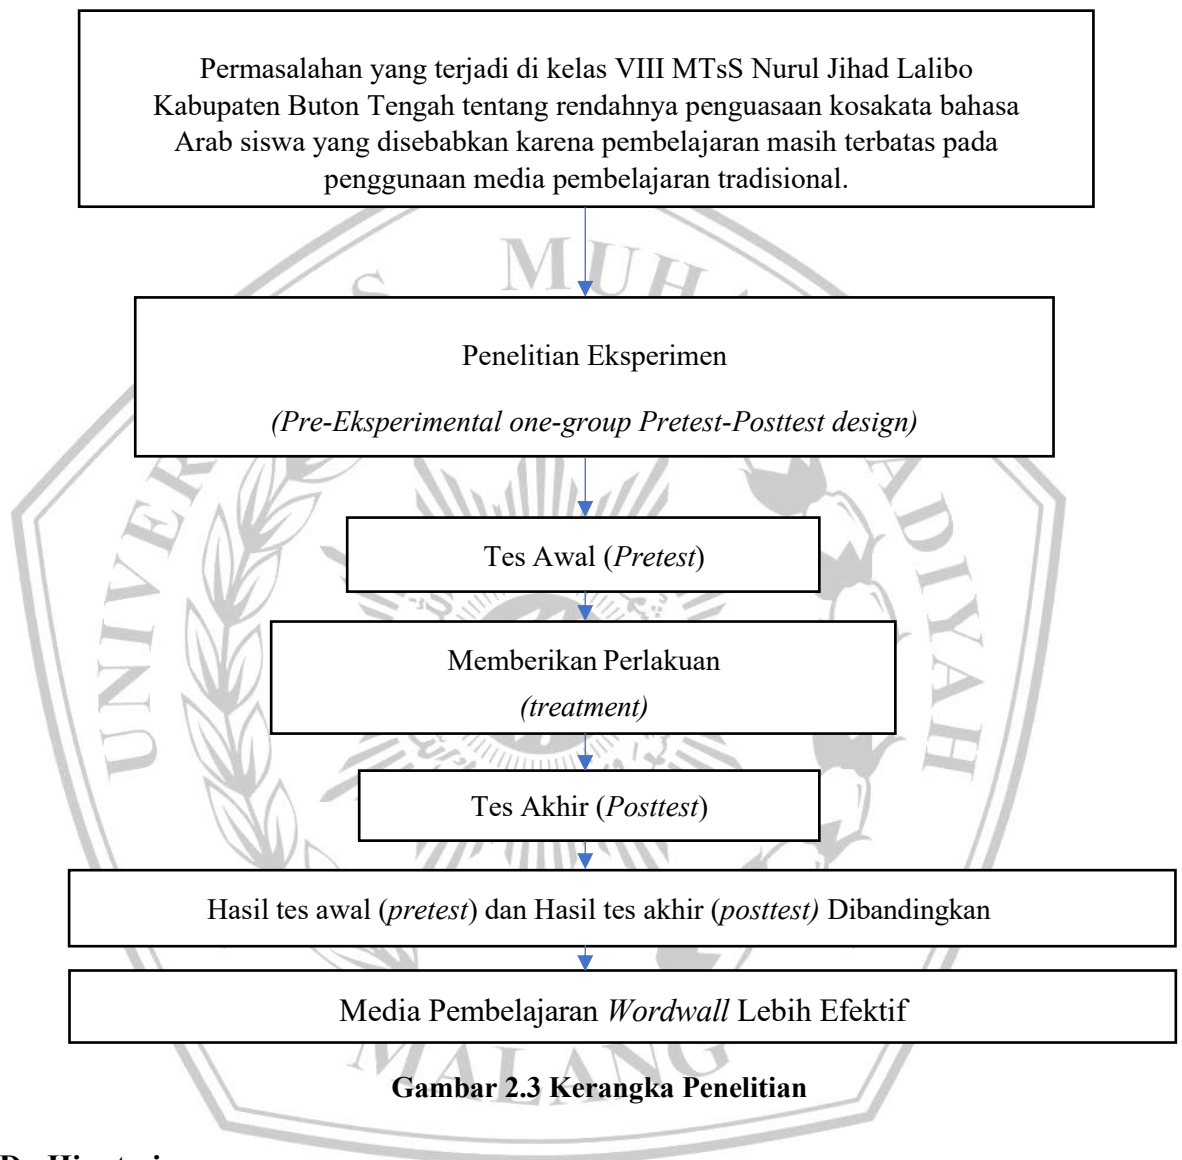 Permasalahan yang terjadi di kelas VIII MTsS Nurul Jihad Lalibo
Kabupaten Buton Tengah tentang rendahnya penguasaan kosakata bahasa
Arab siswa yang disebabkan karena pembelajaran masih terbatas pada
penggunaan media pembelajaran tradisional.
Penelitian Eksperimen
(Pre-Eksperimental one-group Pretest-Posttest design)
Tes Awal (Pretest)
Memberikan Perlakuan
(treatment)
Tes Akhir (Posttest)
Hasil tes awal (pretest) dan Hasil tes akhir (posttest) Dibandingkan
Media Pembelajaran Wordwall Lebih Efektif
MALANG
Gambar 2.3 Kerangka Penelitian